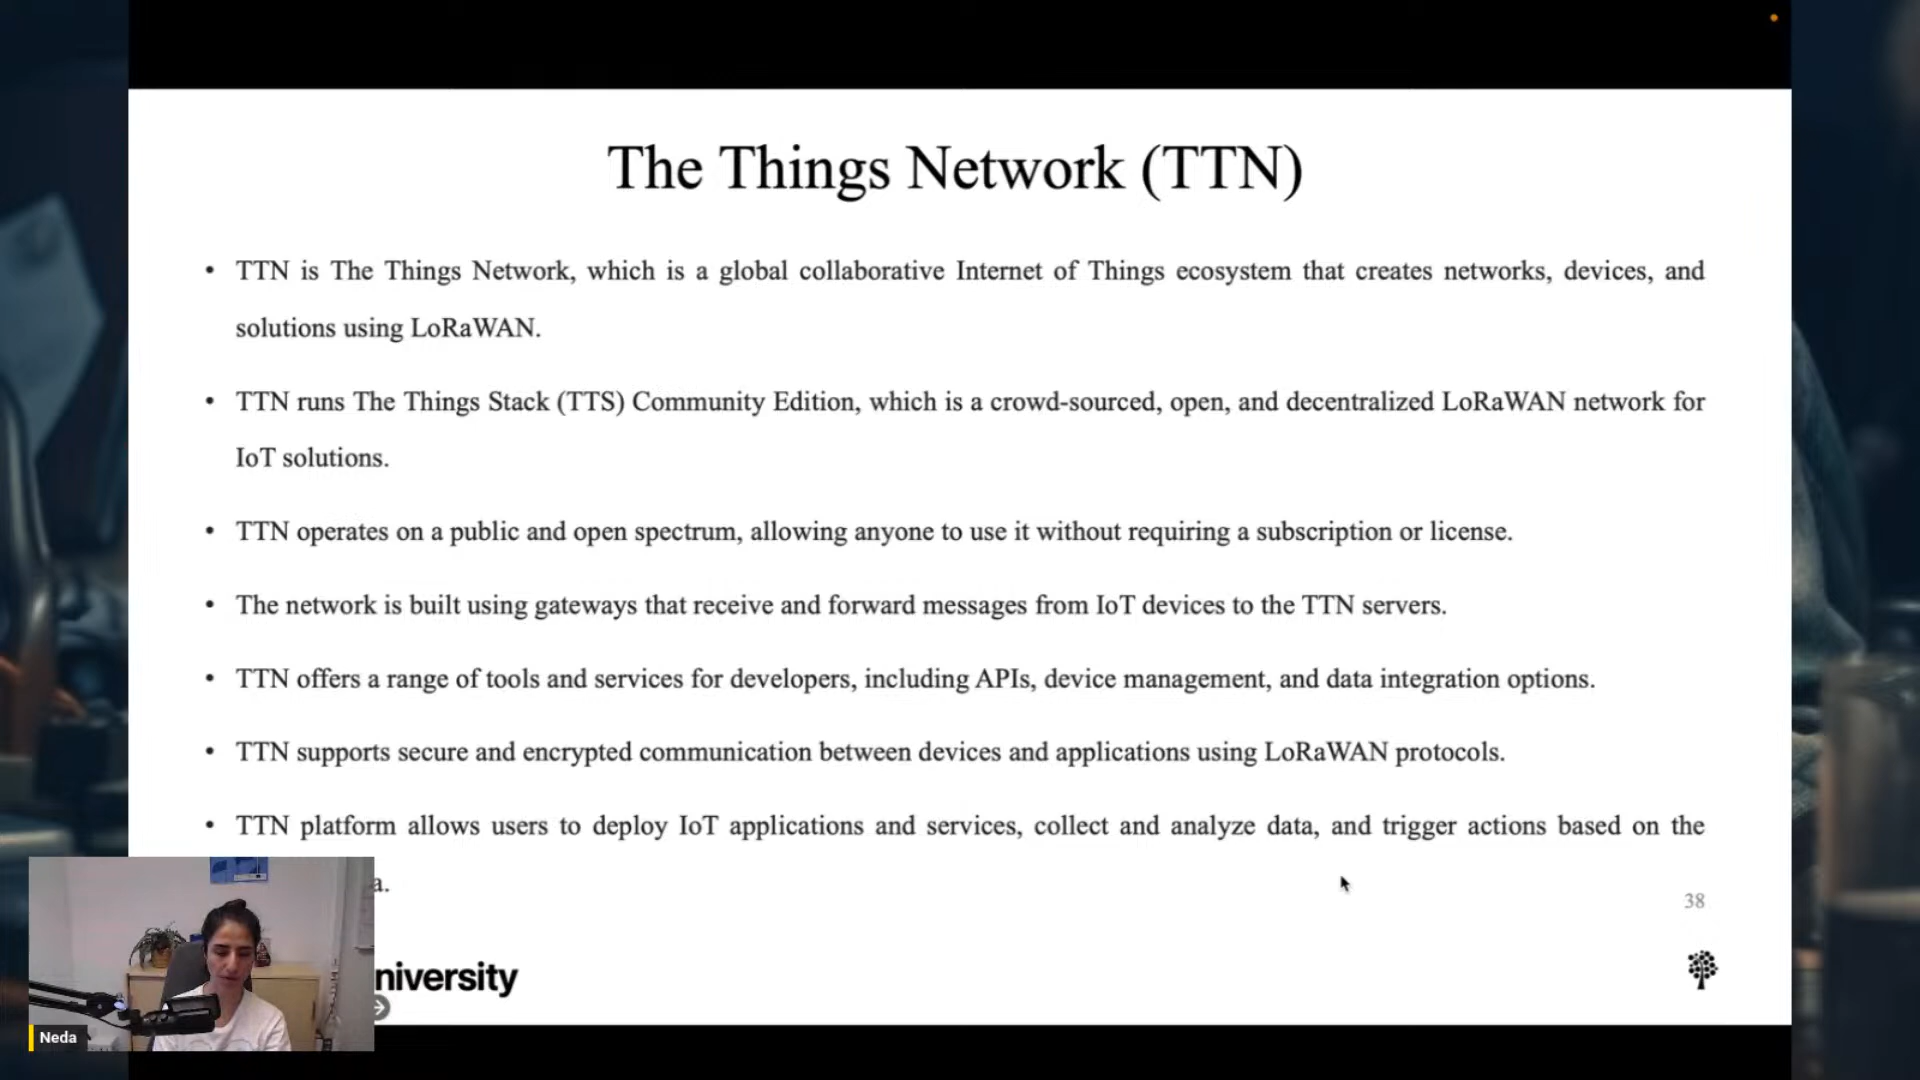 The Things Network (TTN)
• TTN is The Things Network, which is a global collaborative Internet of Things ecosystem that creates networks, devices, and
solutions using LoRaWAN.
• TTN runs The Things Stack (TTS) Community Edition, which is a crowd-sourced, open, and decentralized LoRaWAN network for
IoT solutions.
• TTN operates on a public and open spectrum, allowing anyone to use it without requiring a subscription or license.
• The network is built using gateways that receive and forward messages from IoT devices to the TTN servers.
• TTN offers a range of tools and services for developers, including APIs, device management, and data integration options.
• TTN supports secure and encrypted communication between devices and applications using LoRaWAN protocols.
• TTN platform allows users to deploy IoT applications and services, collect and analyze data, and trigger actions based on the
a.
38
niversity
Neda